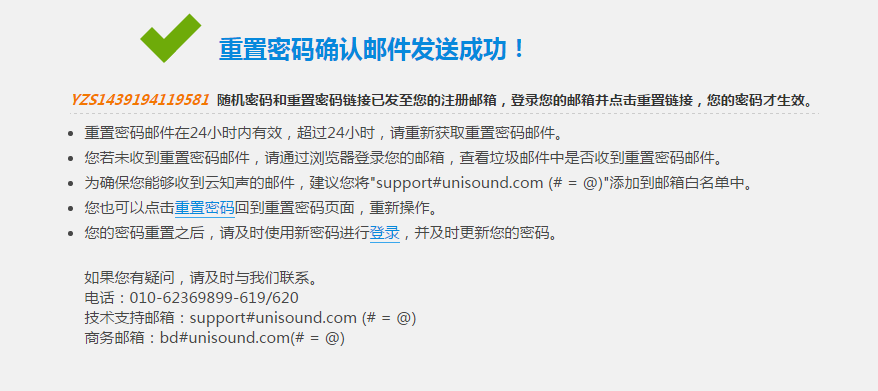 重置密码确认邮件发送成功！
YZS1439194119581 随机密码和重置密码链接已发至您的注册邮箱，登录您的邮箱并点击重置链接，您的密码才生效。
重置密码邮件在24小时内有效，超过24小时，请重新获取重置密码邮件。
您若未收到重置密码邮件，请通过浏览器登录您的邮箱，查看垃圾邮件中是否收到重置密码邮件。
为确保您能够收到云知声的邮件，建议您将"support#unisound.com (# = @)"添加到邮箱白名单中。
您也可以点击重置密码回到重置密码页面，重新操作。
您的密码重置之后，请及时使用新密码进行登录，并及时更新您的密码。
如果您有疑问，请及时与我们联系。
电话：010-62369899-619/620
技术支持邮箱：support#unisound.com (# = @)
商务邮箱：bd#unisound.com(# = @)